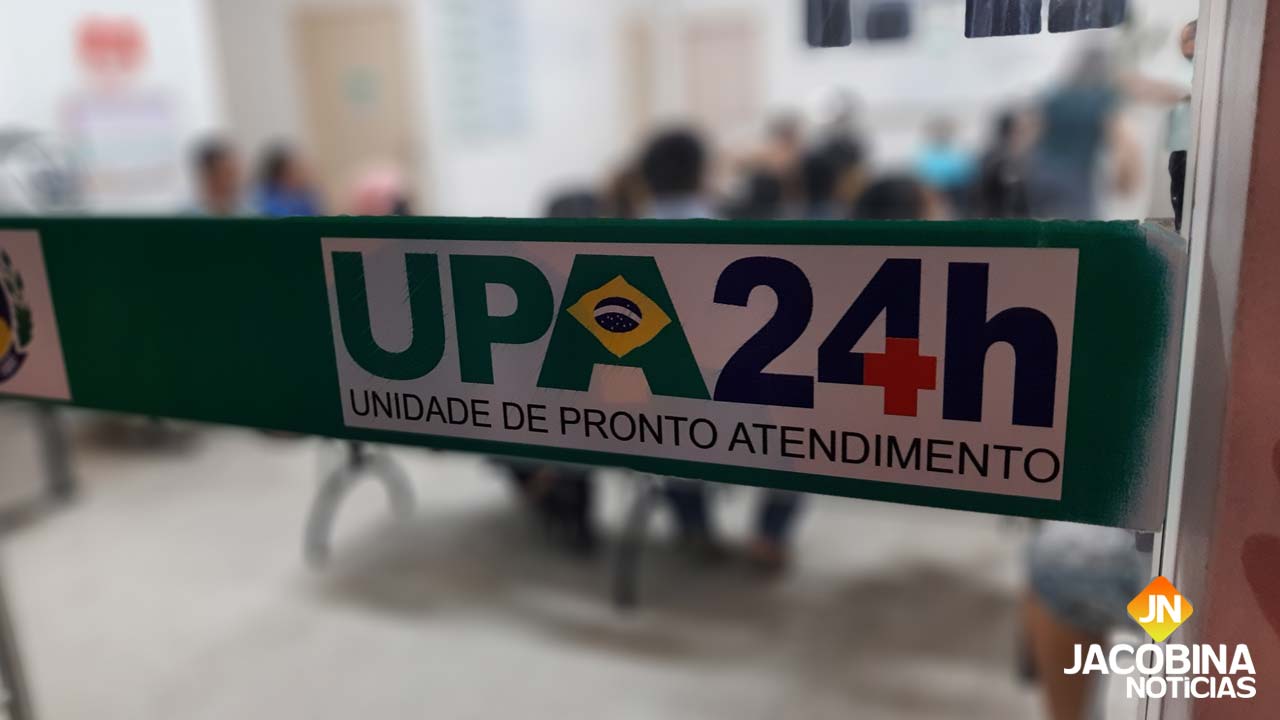 UPA24h
UNIDADE DE PRONTO ATENDIMENTO
JN
JACOBINA
NOTÍCIAS